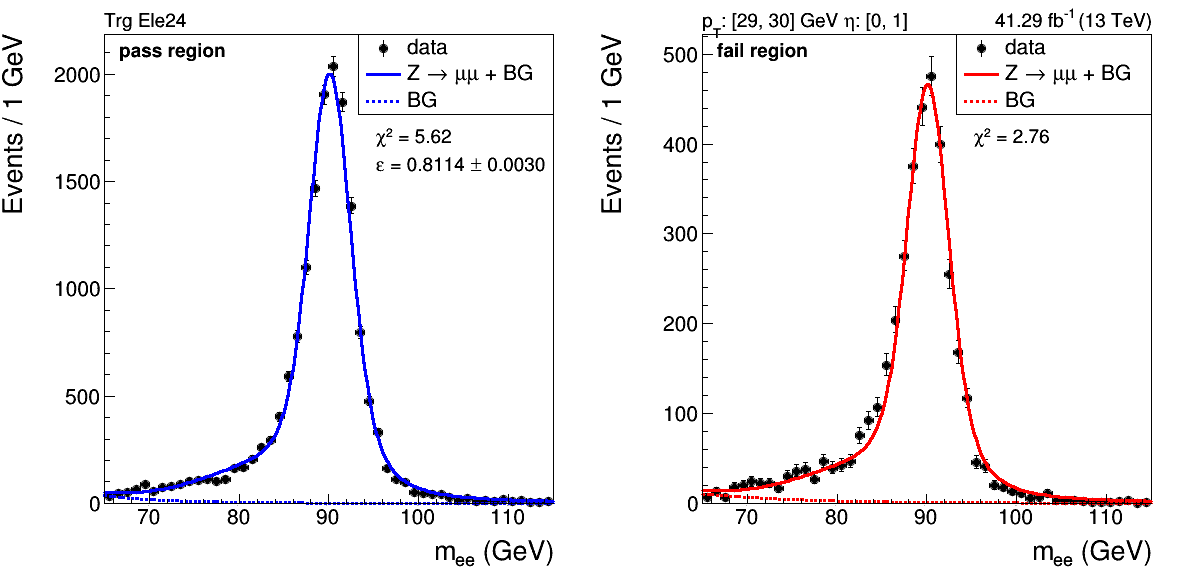 Trg Ele24
pass region
data
Z → μμ + BG
BG
χ² = 5.62
ε = 0.8114 ± 0.0030
Events / 1 GeV
2000
1500
1000
500
0
70 80 90 100 110
m_ee (GeV)
p_T: [29, 30] GeV η: [0, 1] 41.29 fb⁻¹ (13 TeV)
fail region
data
Z → μμ + BG
BG
χ² = 2.76
Events / 1 GeV
500
400
300
200
100
0
70 80 90 100 110
m_ee (GeV)